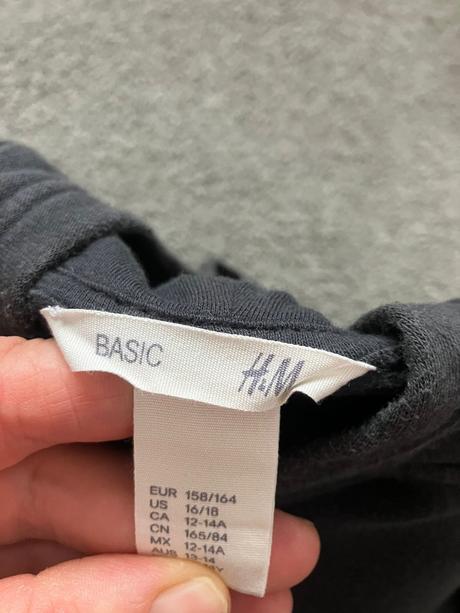 BASIC
H&M
EUR 158/164
US 16/18
CA 12-14A
CN 165/84
MX 12-14A